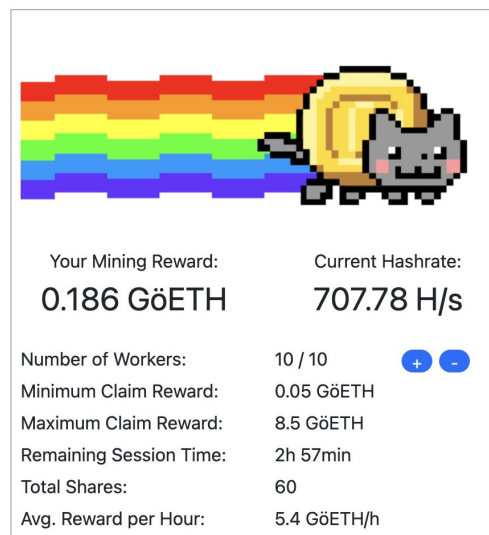 Your Mining Reward: Current Hashrate:
0.186 GöETH 707.78 H/s
Number of Workers: 10 / 10 + -
Minimum Claim Reward: 0.05 GöETH
Maximum Claim Reward: 8.5 GöETH
Remaining Session Time: 2h 57min
Total Shares: 60
Avg. Reward per Hour: 5.4 GöETH/h